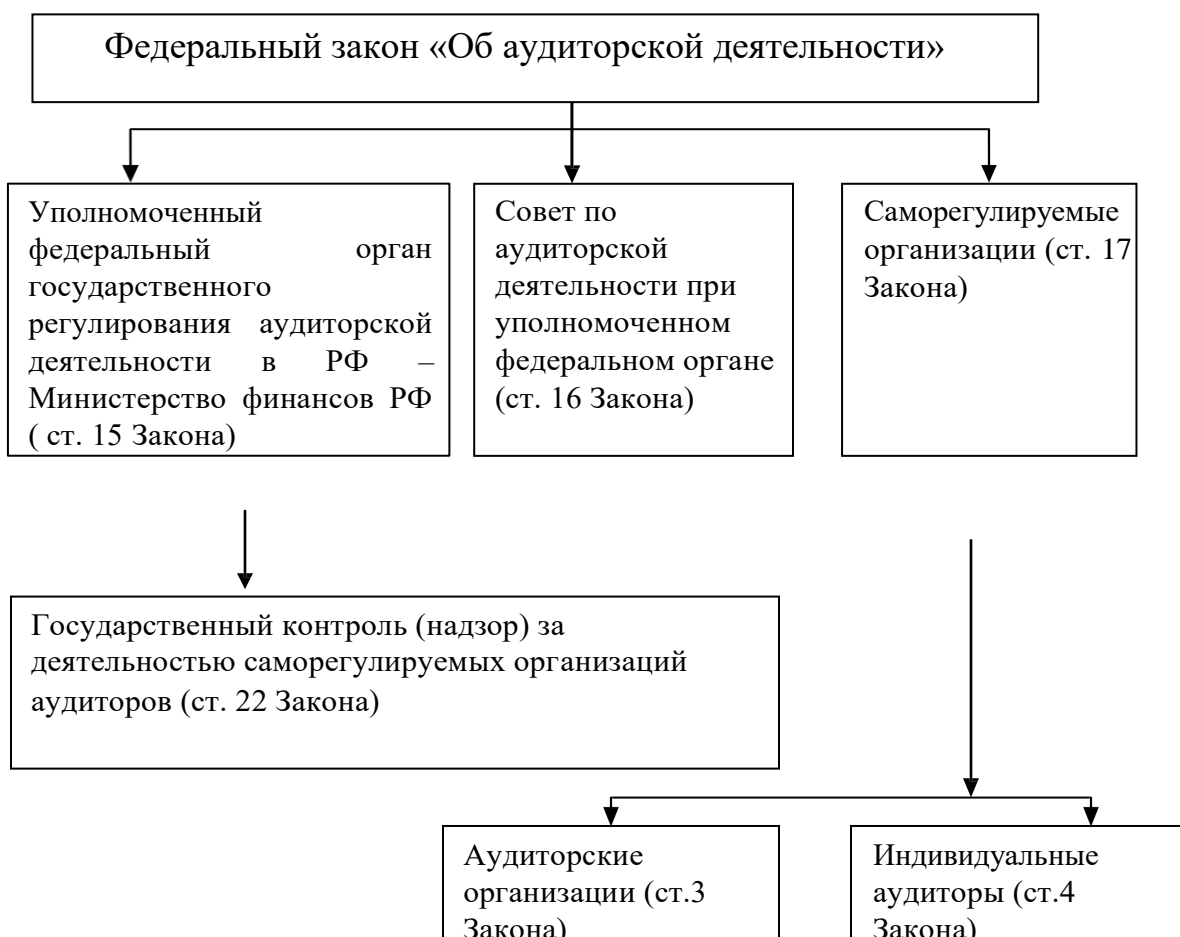 Федеральный закон «Об аудиторской деятельности»
Уполномоченный
федеральный орган
государственного
регулирования аудиторской
деятельности в РФ –
Министерство финансов РФ
( ст. 15 Закона)
Совет по
аудиторской
деятельности при
уполномоченном
федеральном органе
(ст. 16 Закона)
Саморегулируемые
организации (ст. 17
Закона)
Государственный контроль (надзор) за
деятельностью саморегулируемых организаций
аудиторов (ст. 22 Закона)
Аудиторские
организации (ст.3
Закона)
Индивидуальные
аудиторы (ст.4
Закона)